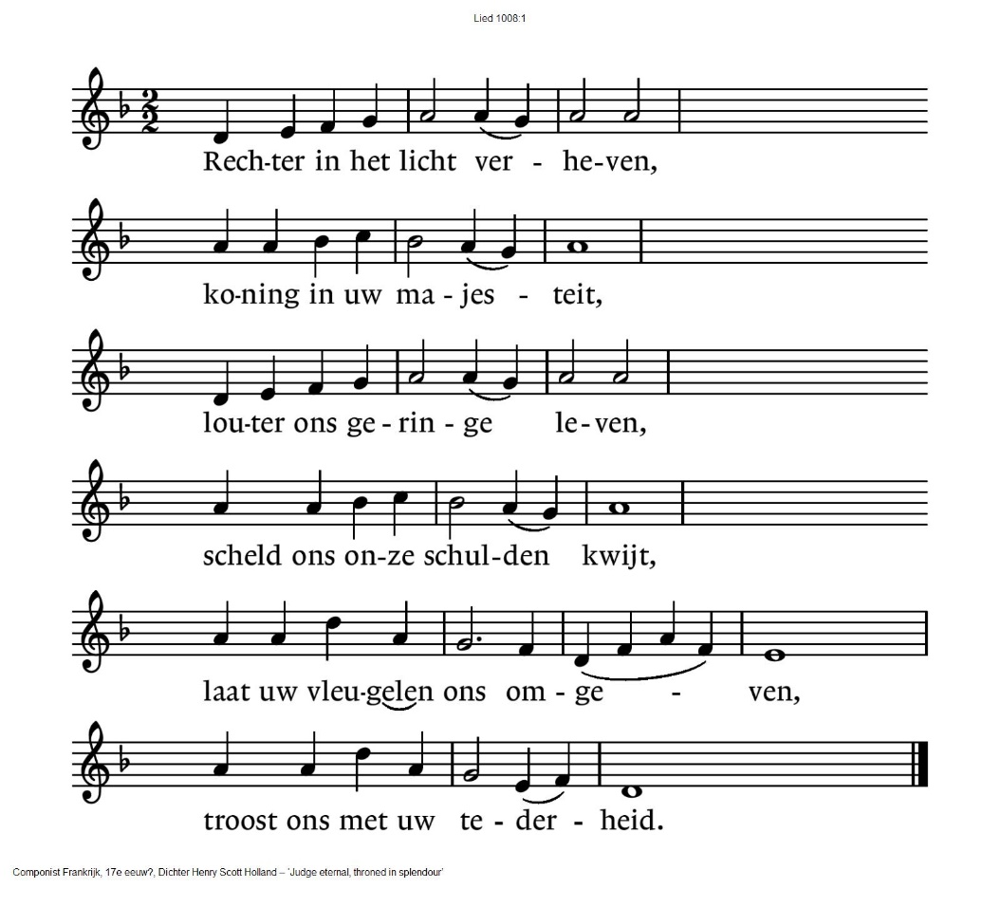 Lied 1008:1
Rech-ter in het licht ver - he-ven,
ko-ning in uw ma - jes - teit,
lou-ter ons ge - rin - ge le - ven,
scheld ons on-ze schul-den kwijt,
laat uw vleu-gelen ons om - ge - ven,
troost ons met uw te - der - heid.
Componist Frankrijk, 17e eeuw?, Dichter Henry Scott Holland – 'Judge eternal, throned in splendour'